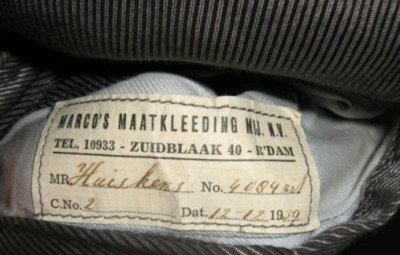 MARCO'S MAATKLEEDING MIJ. N.V.
TEL. 10933 - ZUIDBLAAK 40 - R'DAM
MR. Huiskens No. 4084
C.No. 2 Dat. 12-12 1939